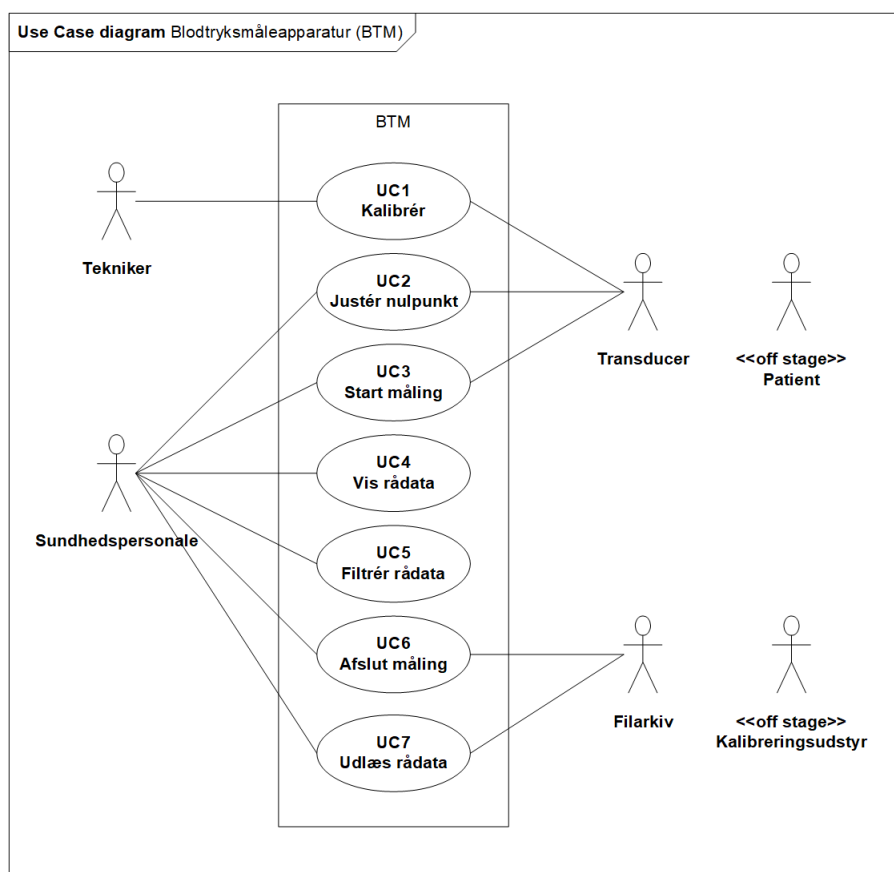 Use Case diagram Blodtryksmåleapparatur (BTM)
BTM
UC1
Kalibrér
Tekniker
UC2
Justér nulpunkt
UC3
Start måling
Transducer
<<off stage>>
Patient
UC4
Vis rådata
Sundhedspersonale
UC5
Filtrér rådata
UC6
Afslut måling
Filarkiv
<<off stage>>
Kalibreringsudstyr
UC7
Udlæs rådata